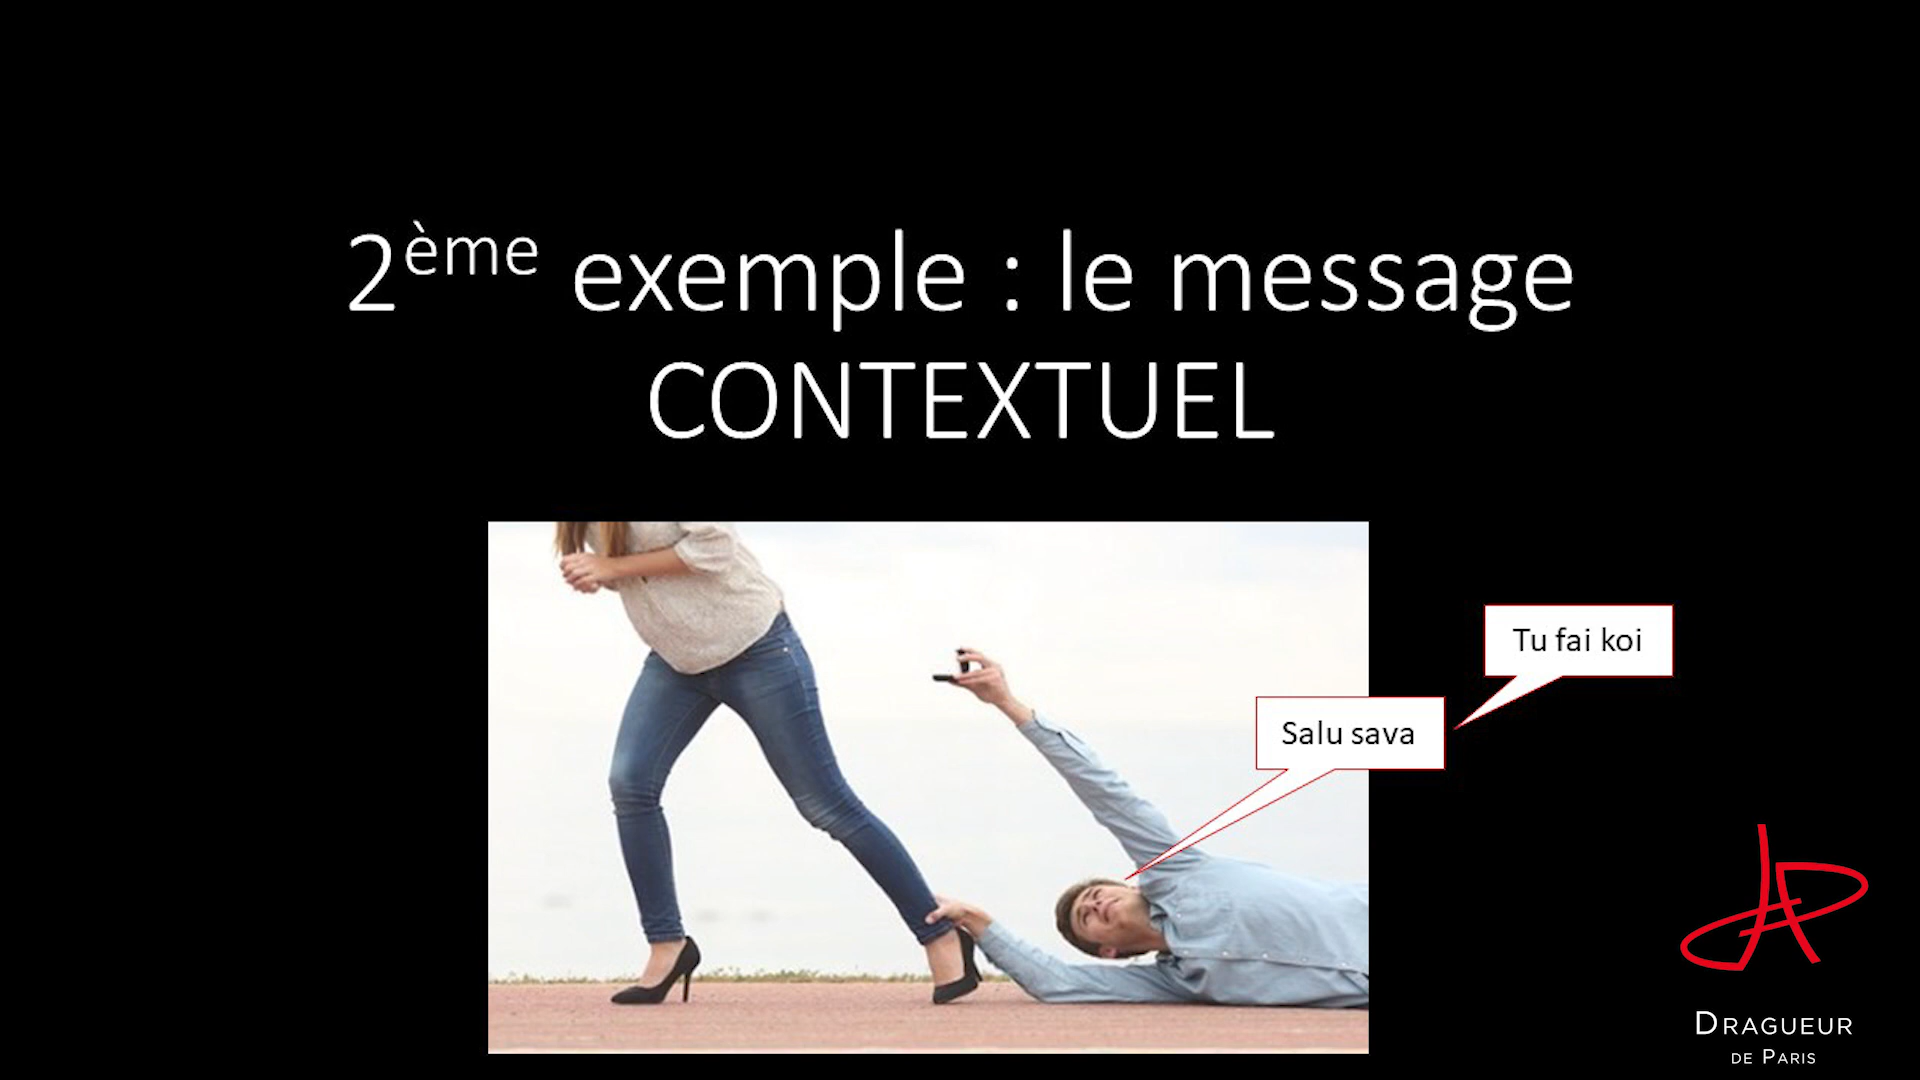 2ème exemple : le message
CONTEXTUEL
Tu fai koi
Salu sava
DRAGUEUR
DE PARIS